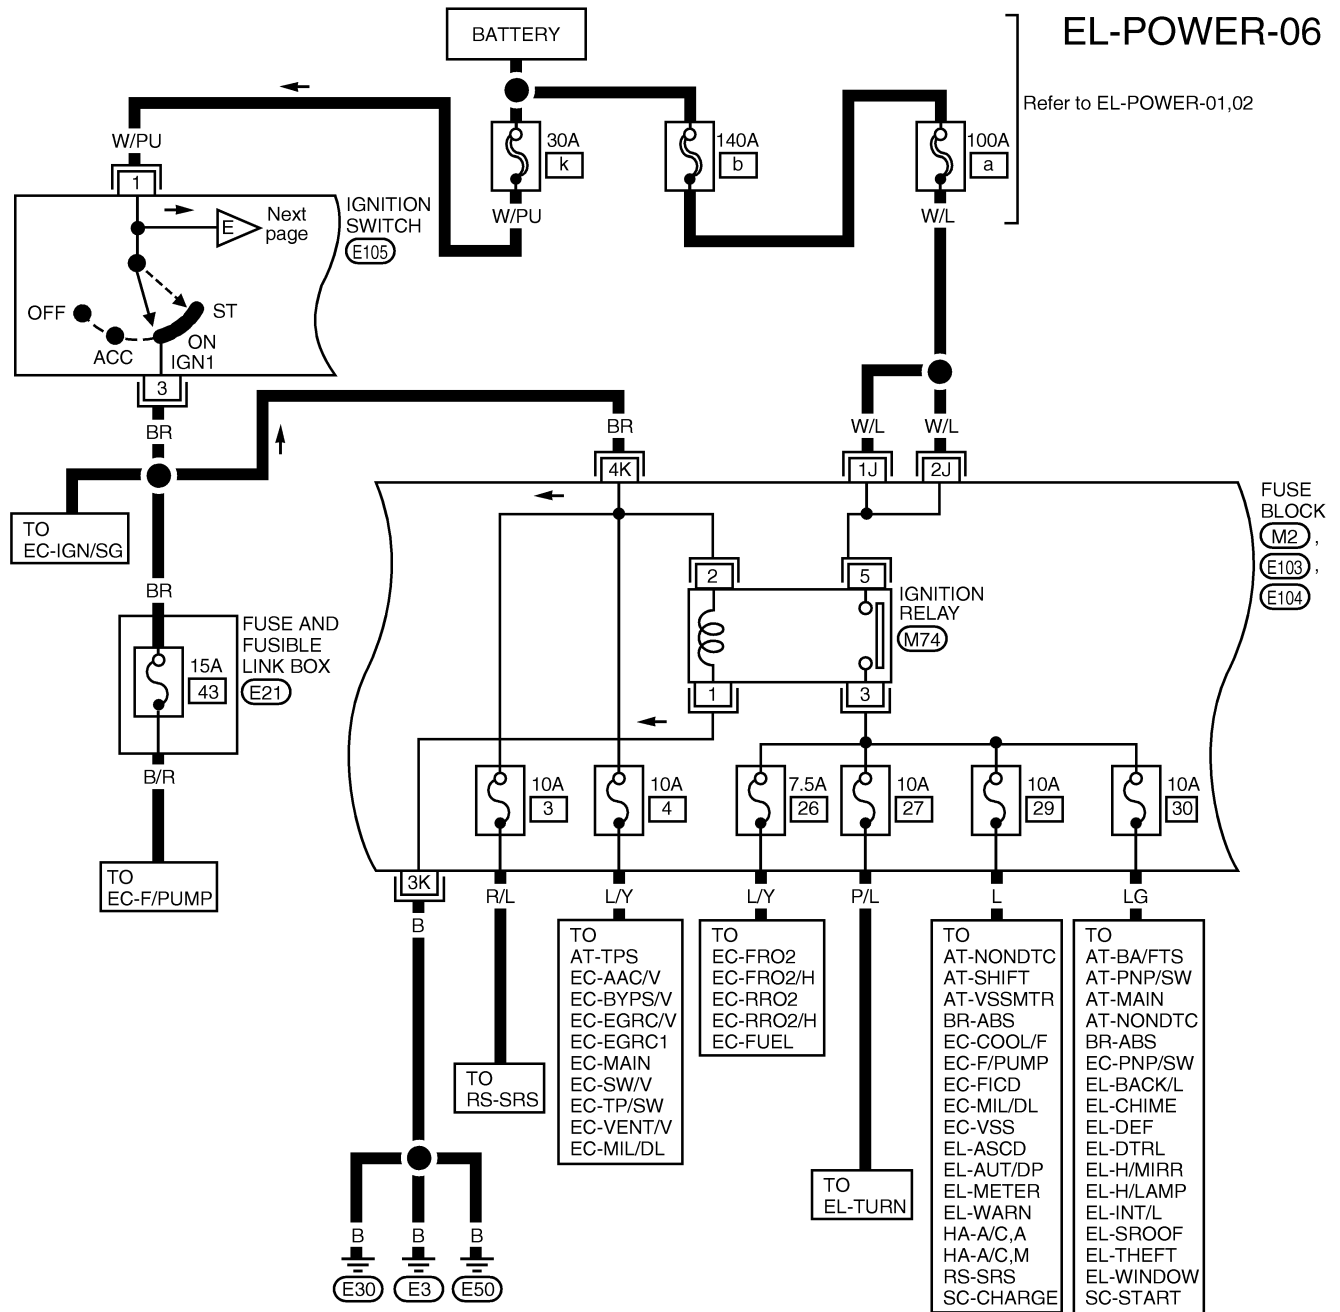 EL-POWER-06
BATTERY
Refer to EL-POWER-01,02
W/PU
30A
k
140A
b
100A
a
1
W/PU
W/L
IGNITION
SWITCH
E105
E
Next
page
OFF
ST
ACC
ON
IGN1
3
BR
BR
W/L
W/L
4K
1J
2J
TO
EC-IGN/SG
FUSE
BLOCK
M2 ,
E103 ,
E104
BR
2
5
IGNITION
RELAY
M74
FUSE AND
FUSIBLE
LINK BOX
E21
15A
43
1
3
B/R
10A
3
10A
4
7.5A
26
10A
27
10A
29
10A
30
TO
EC-F/PUMP
3K
B
R/L
L/Y
L/Y
P/L
L
LG
TO
RS-SRS
TO
AT-TPS
EC-AAC/V
EC-BYPS/V
EC-EGRC/V
EC-EGRC1
EC-MAIN
EC-SW/V
EC-TP/SW
EC-VENT/V
EC-MIL/DL
TO
EC-FRO2
EC-FRO2/H
EC-RRO2
EC-RRO2/H
EC-FUEL
TO
EL-TURN
TO
AT-NONDTC
AT-SHIFT
AT-VSSMTR
BR-ABS
EC-COOL/F
EC-F/PUMP
EC-FICD
EC-MIL/DL
EC-VSS
EL-ASCD
EL-AUT/DP
EL-METER
EL-WARN
HA-A/C,A
HA-A/C,M
RS-SRS
SC-CHARGE
TO
AT-BA/FTS
AT-PNP/SW
AT-MAIN
AT-NONDTC
BR-ABS
EC-PNP/SW
EL-BACK/L
EL-CHIME
EL-DEF
EL-DTRL
EL-H/MIRR
EL-H/LAMP
EL-INT/L
EL-SROOF
EL-THEFT
EL-WINDOW
SC-START
B
B
B
E30
E3
E50